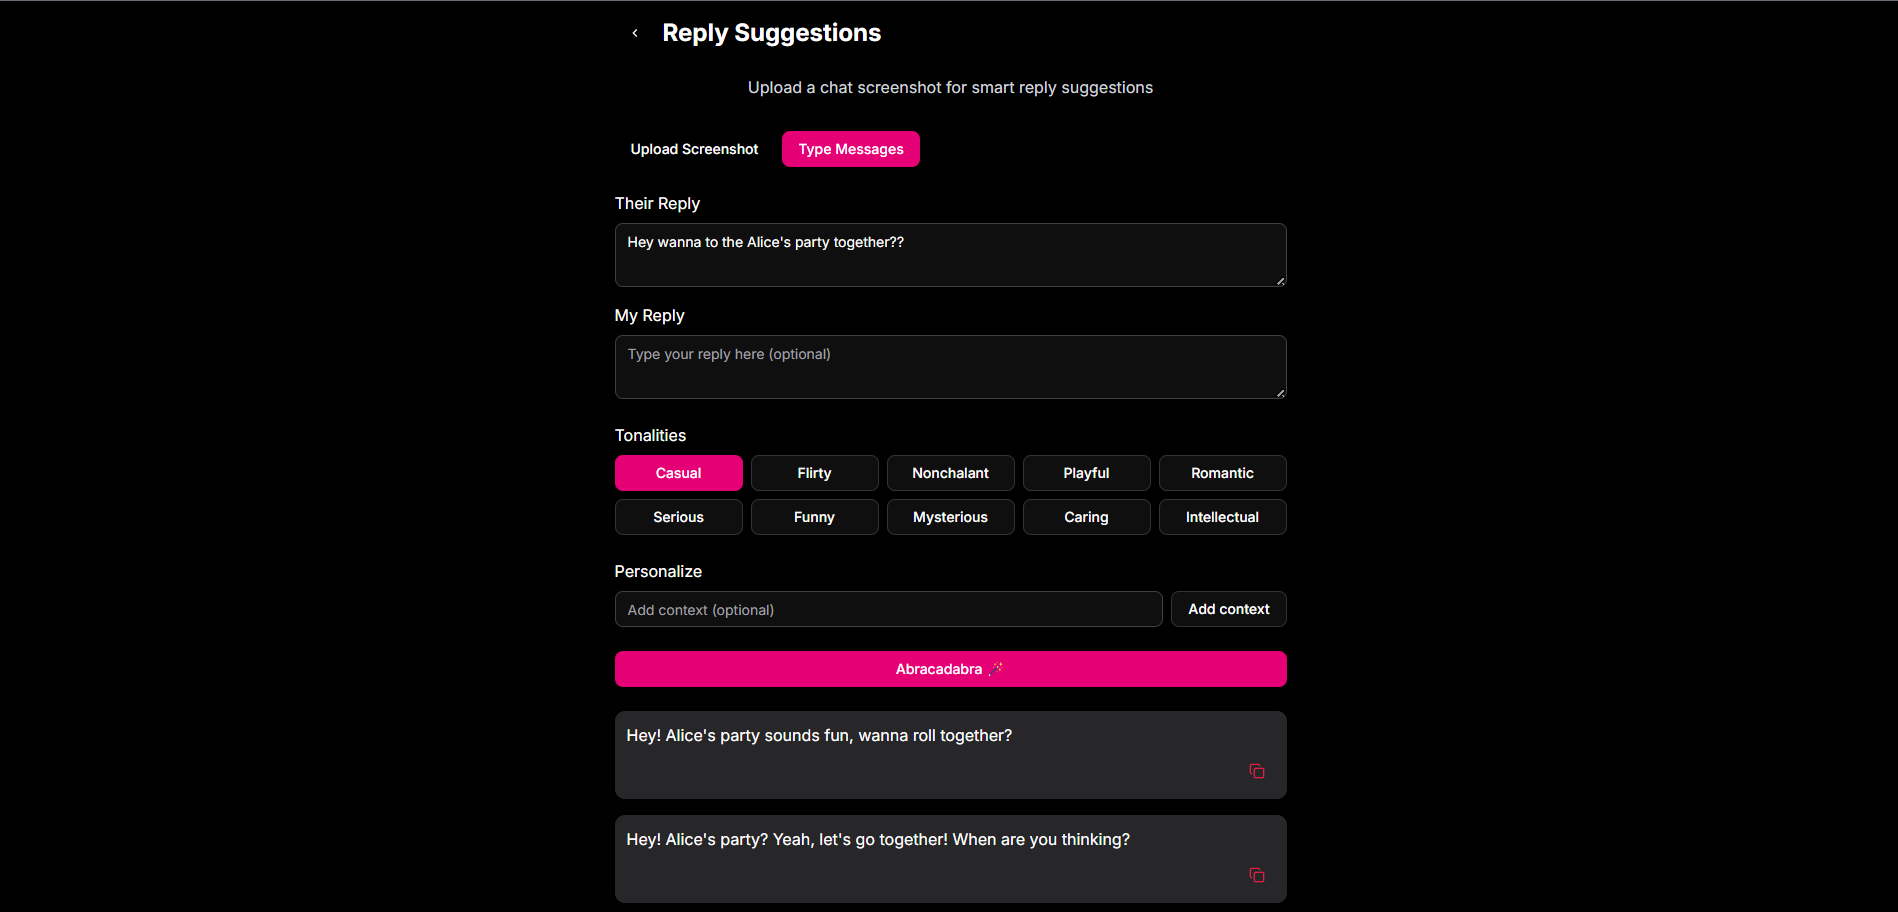 Reply Suggestions
Upload a chat screenshot for smart reply suggestions
Upload Screenshot
Type Messages
Their Reply
Hey wanna to the Alice's party together??
My Reply
Type your reply here (optional)
Tonalities
Casual
Flirty
Nonchalant
Playful
Romantic
Serious
Funny
Mysterious
Caring
Intellectual
Personalize
Add context (optional)
Add context
Abracadabra 🪄
Hey! Alice's party sounds fun, wanna roll together?
Hey! Alice's party? Yeah, let's go together! When are you thinking?